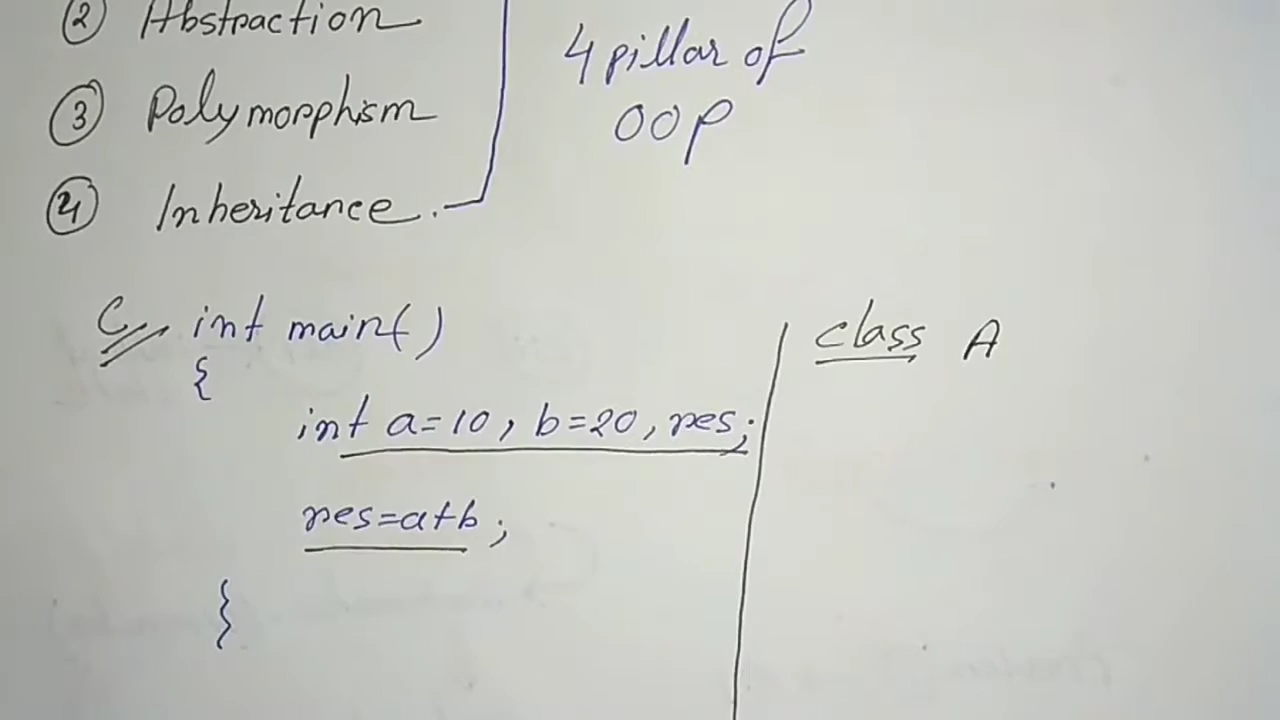 ② Abstraction
③ Polymorphism
④ Inheritance.
4 pillar of
OOP
C int main()
{
int a=10, b=20, res;
res=a+b;
}
class A